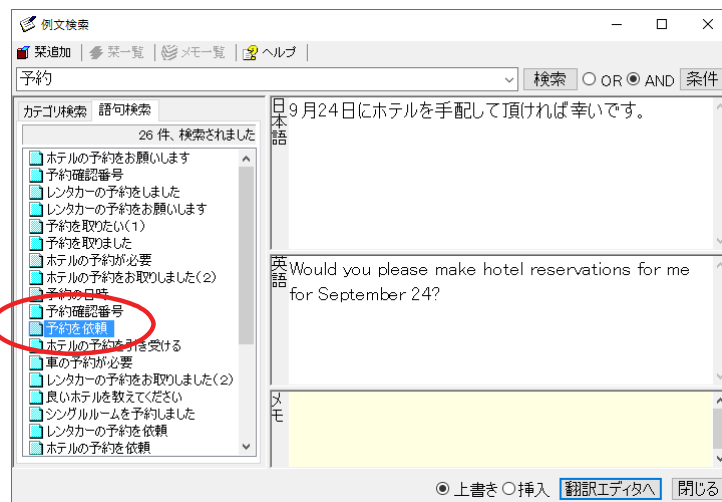 例文検索
栞追加 栞一覧 メモ一覧 ヘルプ
予約 検索 OR AND 条件
カテゴリ検索 語句検索
26 件、検索されました
ホテルの予約をお願いします
予約確認番号
レンタカーの予約をしました
レンタカーの予約をお願いします
予約を取りたい(1)
予約を取りました
ホテルの予約が必要
ホテルの予約をお取りしました(2)
予約の日時
予約確認番号
予約を依頼
ホテルの予約を引き受ける
車の予約が必要
レンタカーの予約をお取りしました(2)
良いホテルを教えてください
シングルルームを予約しました
レンタカーの予約を依頼
ホテルの予約を依頼
日本語
9月24日にホテルを手配して頂ければ幸いです。
英語
Would you please make hotel reservations for me
for September 24?
メモ
上書き 挿入 翻訳エディタへ 閉じる